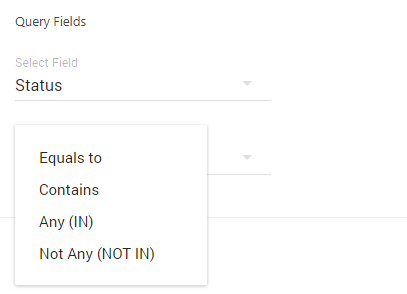 Query Fields
Select Field
Status
Equals to
Contains
Any (IN)
Not Any (NOT IN)